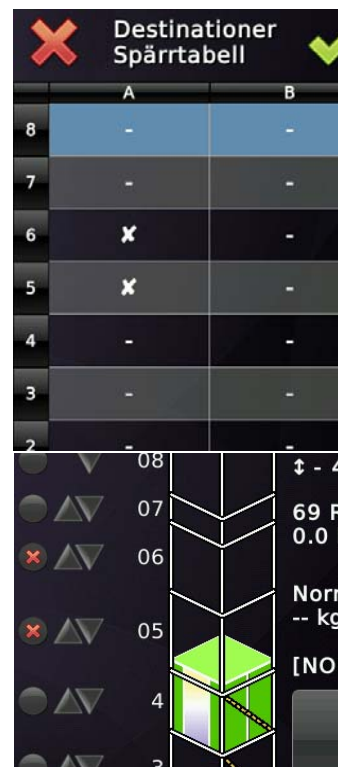 Destinationer
Spärrtabell
A B
8 - -
7 - -
6 ✘ -
5 ✘ -
4 - -
3 - -
2 - -
08
07
06
05
4
3
69
0.0
-- kg
[NO